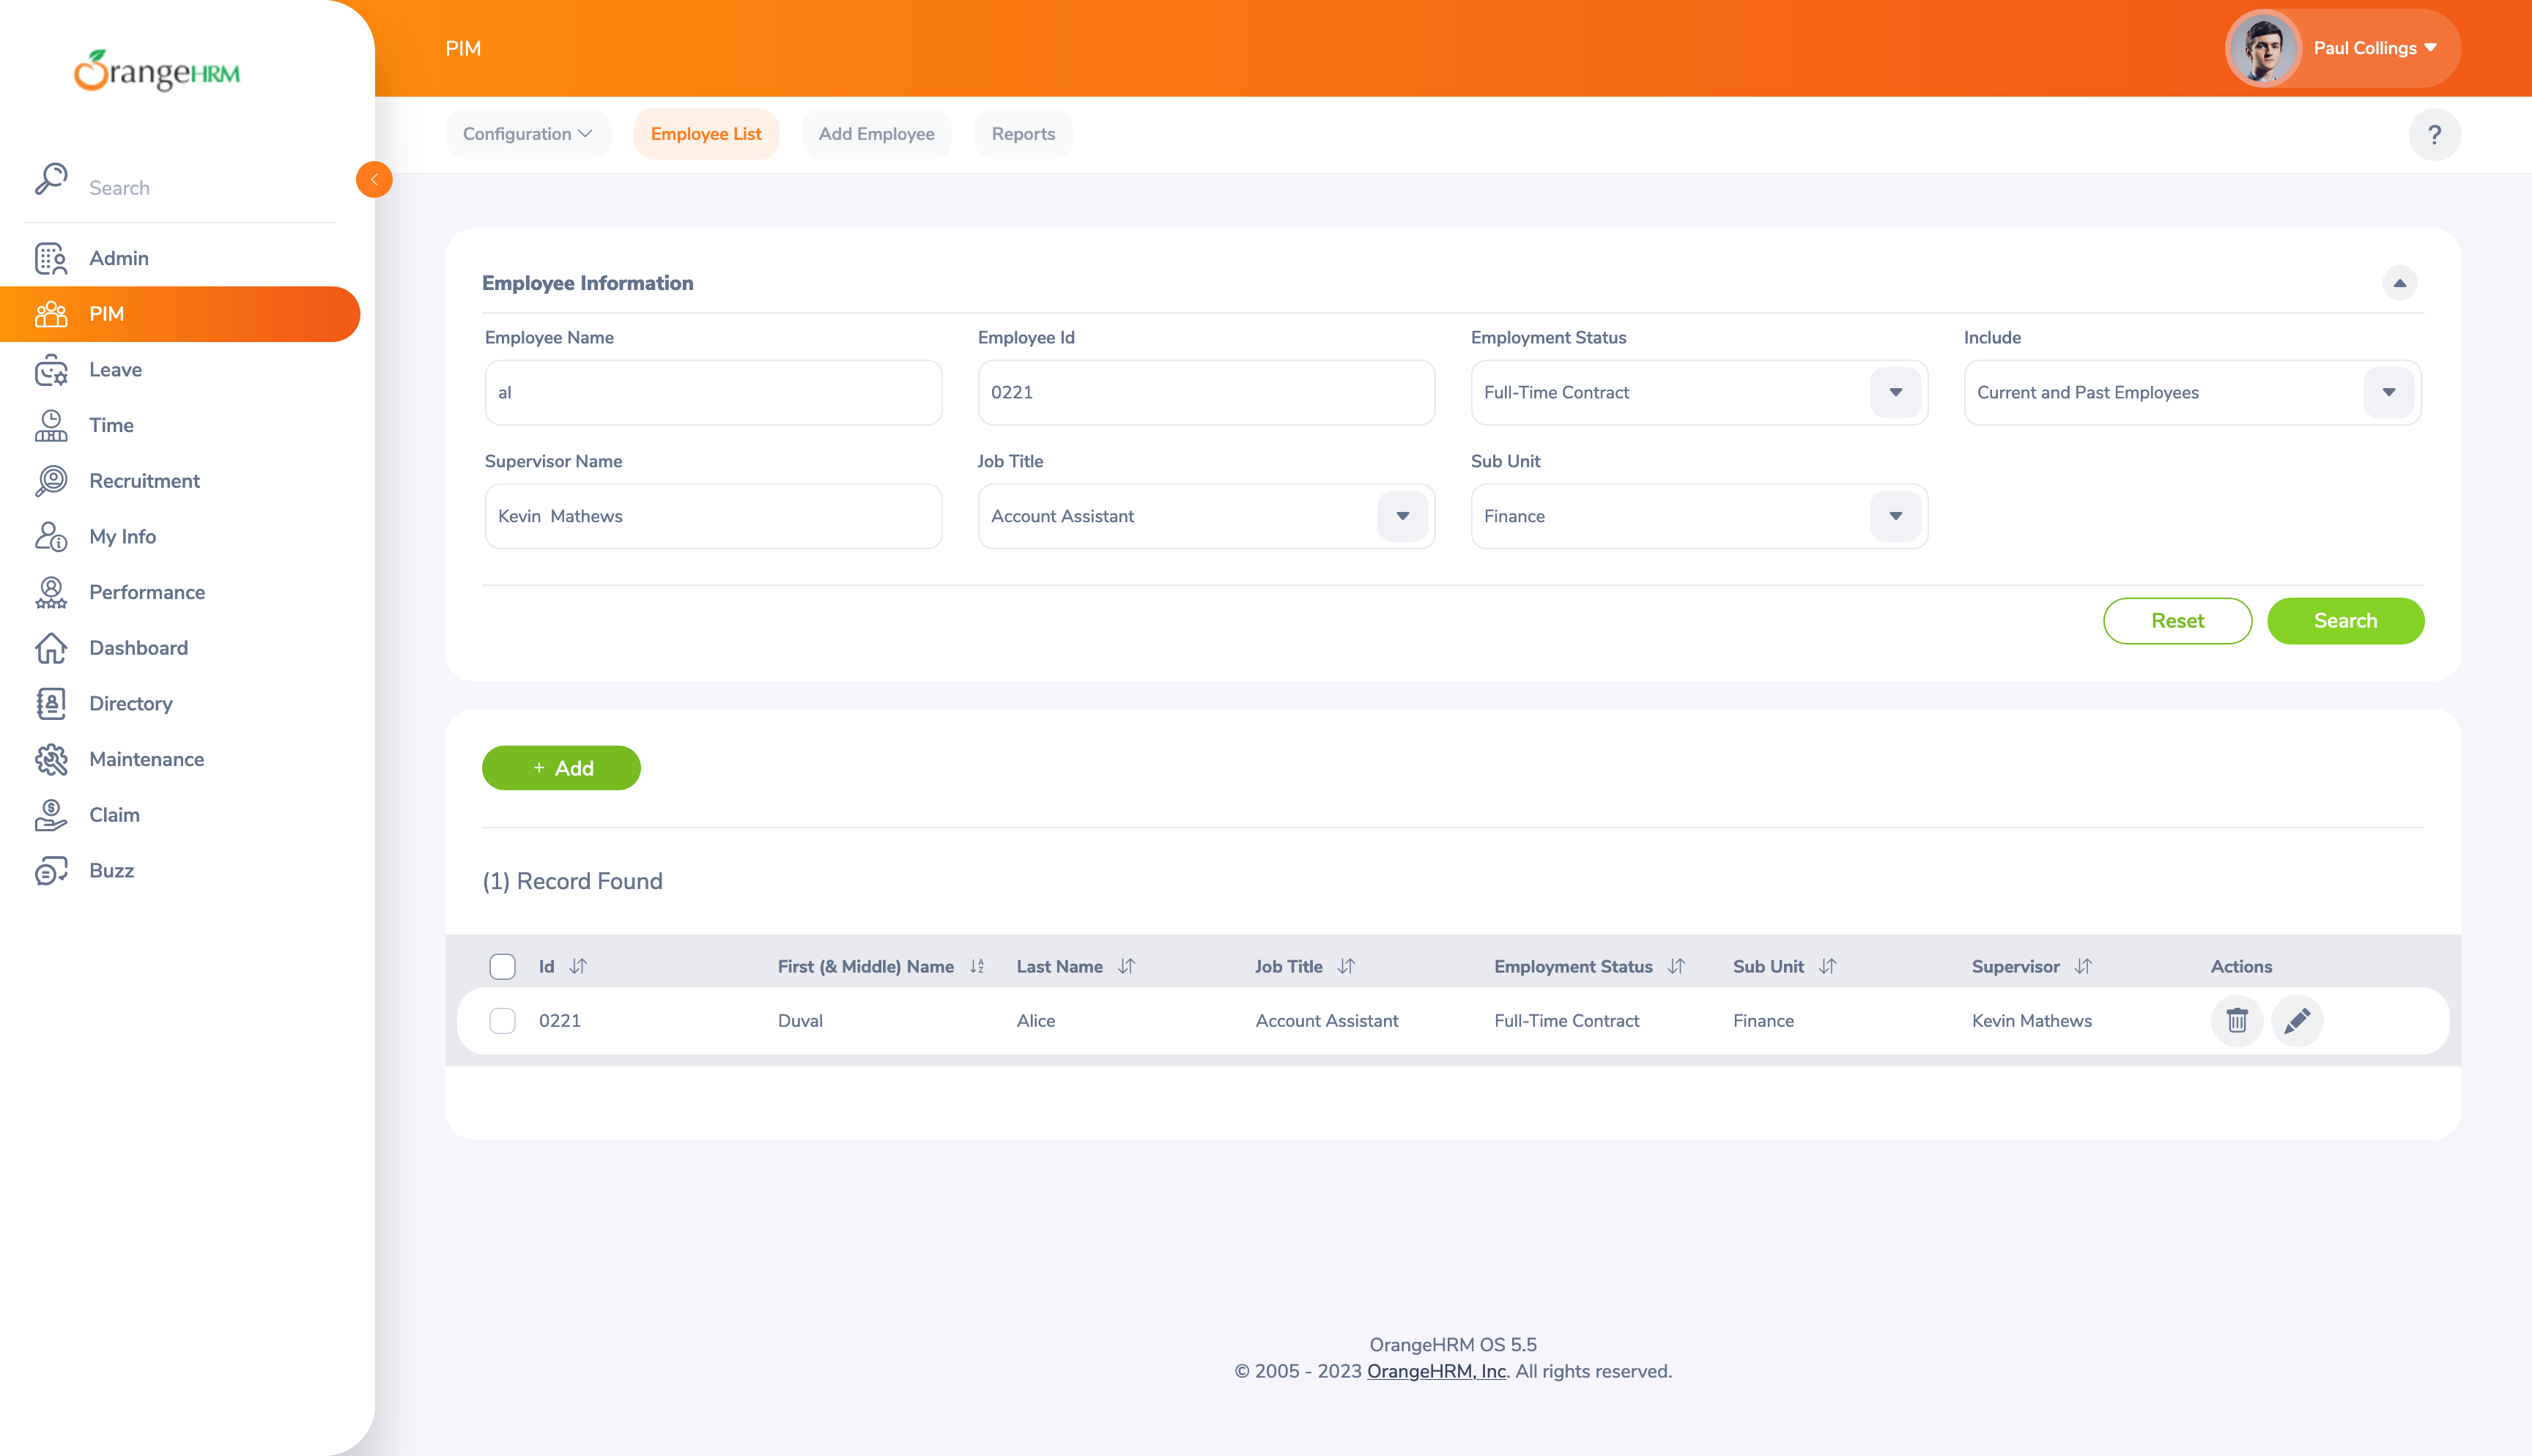 OrangeHRM
PIM
Paul Collings
Configuration
Employee List
Add Employee
Reports
?
Search
Admin
PIM
Leave
Time
Recruitment
My Info
Performance
Dashboard
Directory
Maintenance
Claim
Buzz
Employee Information
Employee Name
Employee Id
Employment Status
Include
al
0221
Full-Time Contract
Current and Past Employees
Supervisor Name
Job Title
Sub Unit
Kevin  Mathews
Account Assistant
Finance
Reset
Search
+ Add
(1) Record Found
Id First (& Middle) Name Last Name Job Title Employment Status Sub Unit Supervisor Actions
0221 Duval Alice Account Assistant Full-Time Contract Finance Kevin Mathews
OrangeHRM OS 5.5
© 2005 - 2023 OrangeHRM, Inc. All rights reserved.